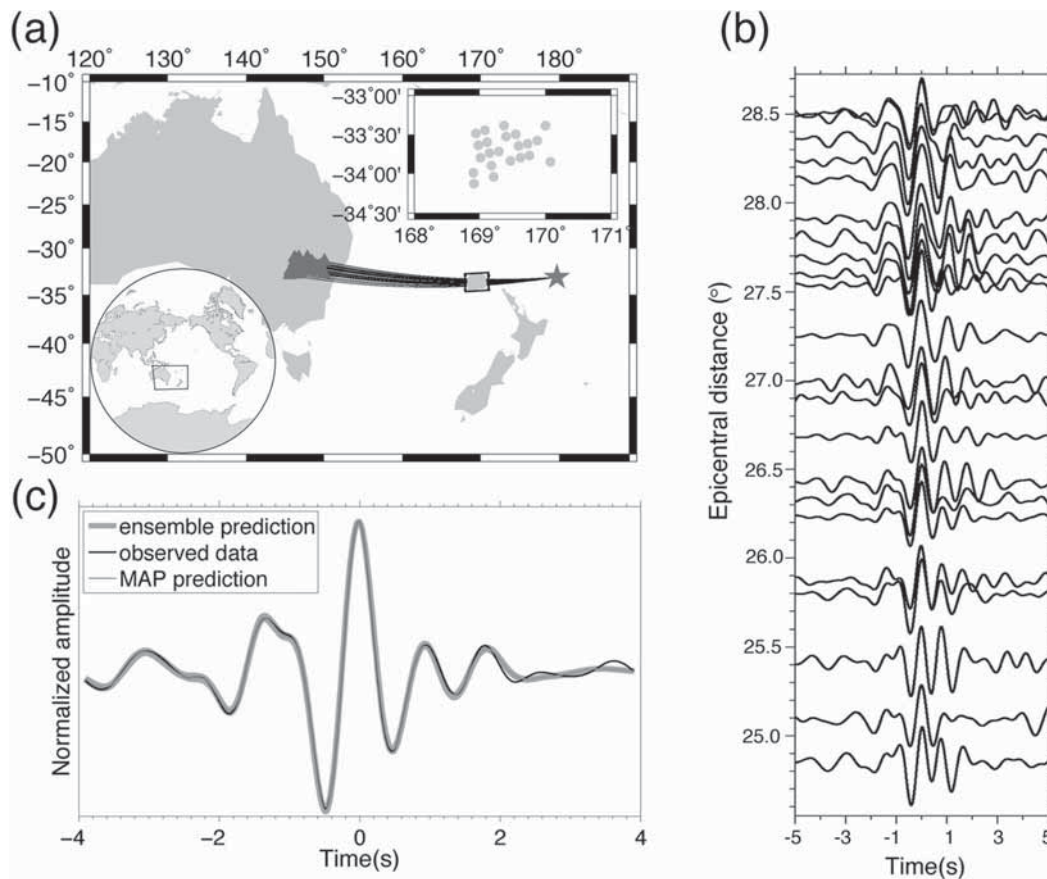 (a)
120° 130° 140° 150° 160° 170° 180°
−10°
−15°
−20°
−25°
−30°
−35°
−40°
−45°
−50°
−33°00'
−33°30'
−34°00'
−34°30'
168° 169° 170° 171°
(b)
Epicentral distance (°)
28.5
28.0
27.5
27.0
26.5
26.0
25.5
25.0
-5 -3 -1 1 3 5
Time(s)
(c)
ensemble prediction
observed data
MAP prediction
Normalized amplitude
−4 −2 0 2 4
Time(s)